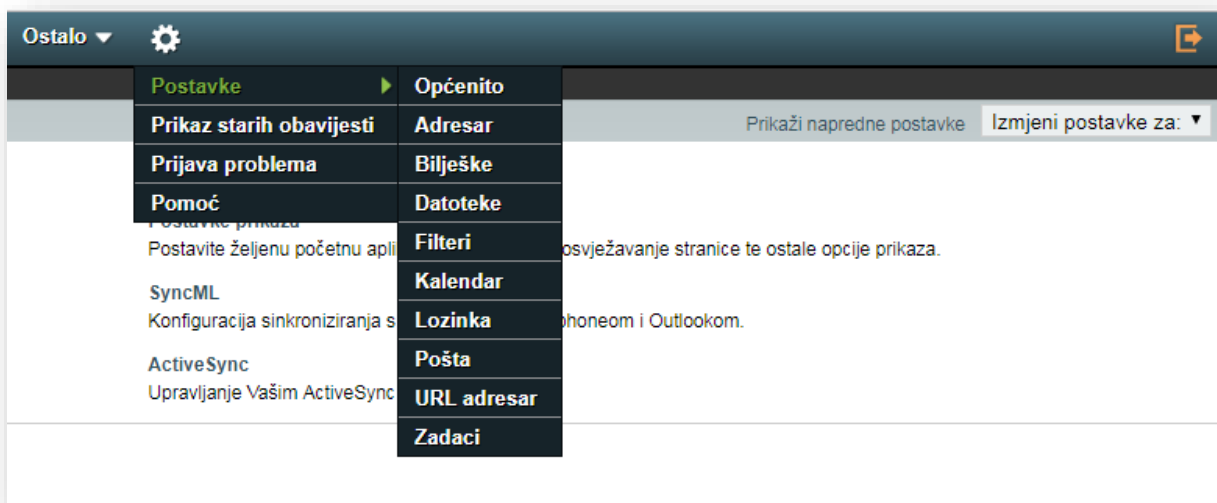 Ostalo
Postavke
Prikaz starih obavijesti
Prijava problema
Pomoć
Općenito
Adresar
Bilješke
Datoteke
Filteri
Kalendar
Lozinka
Pošta
URL adresar
Zadaci
Prikaži napredne postavke
Izmjeni postavke za:
Postavke prikaza
Postavite željenu početnu apli osvježavanje stranice te ostale opcije prikaza.
SyncML
Konfiguracija sinkroniziranja s phoneom i Outlookom.
ActiveSync
Upravljanje Vašim ActiveSync